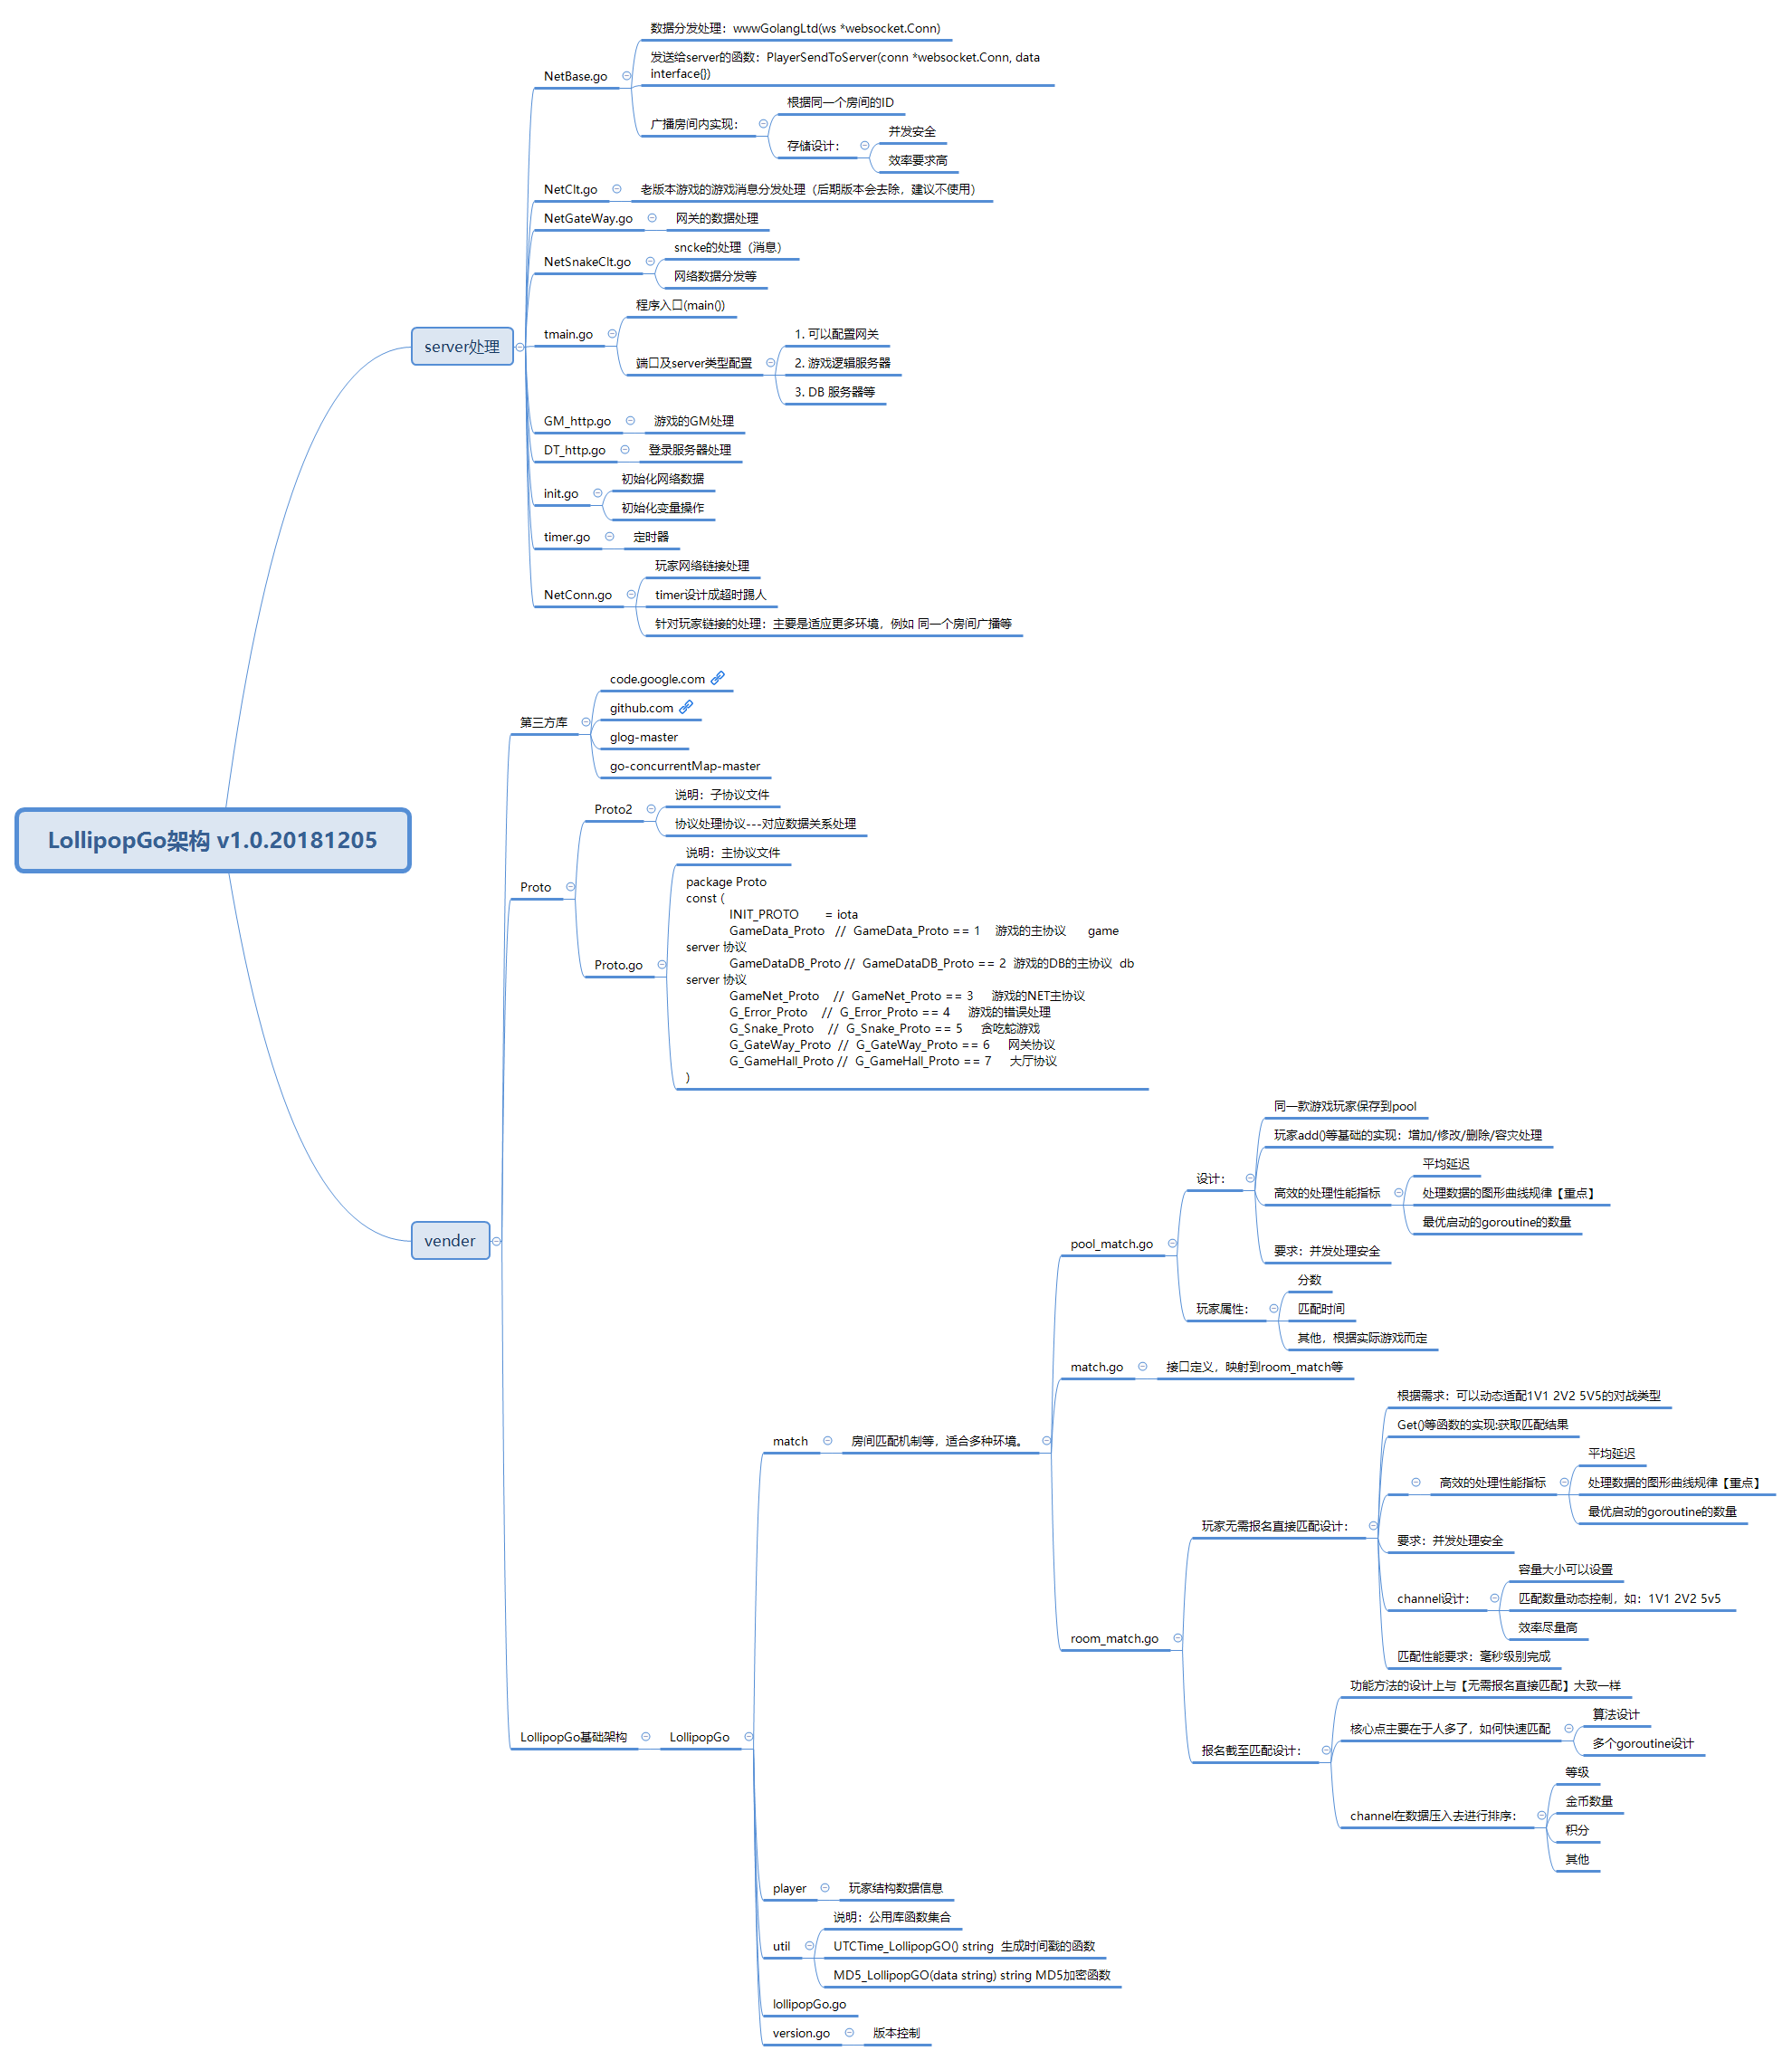 LollipopGo架构 v1.0.20181205
server处理
NetBase.go
数据分发处理：wwwGolangLtd(ws *websocket.Conn)
发送给server的函数：PlayerSendToServer(conn *websocket.Conn, data
interface{})
广播房间内实现：
根据同一个房间的ID
存储设计：
并发安全
效率要求高
NetClt.go
老版本游戏的游戏消息分发处理（后期版本会去除，建议不使用）
NetGateWay.go
网关的数据处理
NetSnakeClt.go
sncke的处理（消息）
网络数据分发等
tmain.go
程序入口(main())
端口及server类型配置
1. 可以配置网关
2. 游戏逻辑服务器
3. DB 服务器等
GM_http.go
游戏的GM处理
DT_http.go
登录服务器处理
init.go
初始化网络数据
初始化变量操作
timer.go
定时器
NetConn.go
玩家网络链接处理
timer设计成超时踢人
针对玩家链接的处理：主要是适应更多环境，例如 同一个房间广播等
vender
第三方库
code.google.com
github.com
glog-master
go-concurrentMap-master
Proto
Proto2
说明：子协议文件
协议处理协议---对应数据关系处理
Proto.go
说明：主协议文件
package Proto
const (
INIT_PROTO = iota
GameData_Proto // GameData_Proto == 1 游戏的主协议 game
server 协议
GameDataDB_Proto // GameDataDB_Proto == 2 游戏的DB的主协议 db
server 协议
GameNet_Proto // GameNet_Proto == 3 游戏的NET主协议
G_Error_Proto // G_Error_Proto == 4 游戏的错误处理
G_Snake_Proto // G_Snake_Proto == 5 贪吃蛇游戏
G_GateWay_Proto // G_GateWay_Proto == 6 网关协议
G_GameHall_Proto // G_GameHall_Proto == 7 大厅协议
)
LollipopGo基础架构
LollipopGo
match
房间匹配机制等，适合多种环境。
pool_match.go
设计：
同一款游戏玩家保存到pool
玩家add()等基础的实现：增加/修改/删除/容灾处理
高效的处理性能指标
平均延迟
处理数据的图形曲线规律【重点】
最优启动的goroutine的数量
要求：并发处理安全
玩家属性：
分数
匹配时间
其他，根据实际游戏而定
match.go
接口定义，映射到room_match等
room_match.go
玩家无需报名直接匹配设计：
根据需求：可以动态适配1V1 2V2 5V5的对战类型
Get()等函数的实现:获取匹配结果
高效的处理性能指标
平均延迟
处理数据的图形曲线规律【重点】
最优启动的goroutine的数量
要求：并发处理安全
channel设计：
容量大小可以设置
匹配数量动态控制，如：1V1 2V2 5v5
效率尽量高
匹配性能要求：毫秒级别完成
报名截至匹配设计：
功能方法的设计上与【无需报名直接匹配】大致一样
核心点主要在于人多了，如何快速匹配
算法设计
多个goroutine设计
channel在数据压入去进行排序：
等级
金币数量
积分
其他
player
玩家结构数据信息
util
说明：公用库函数集合
UTCTime_LollipopGO() string 生成时间戳的函数
MD5_LollipopGO(data string) string MD5加密函数
lollipopGo.go
version.go
版本控制